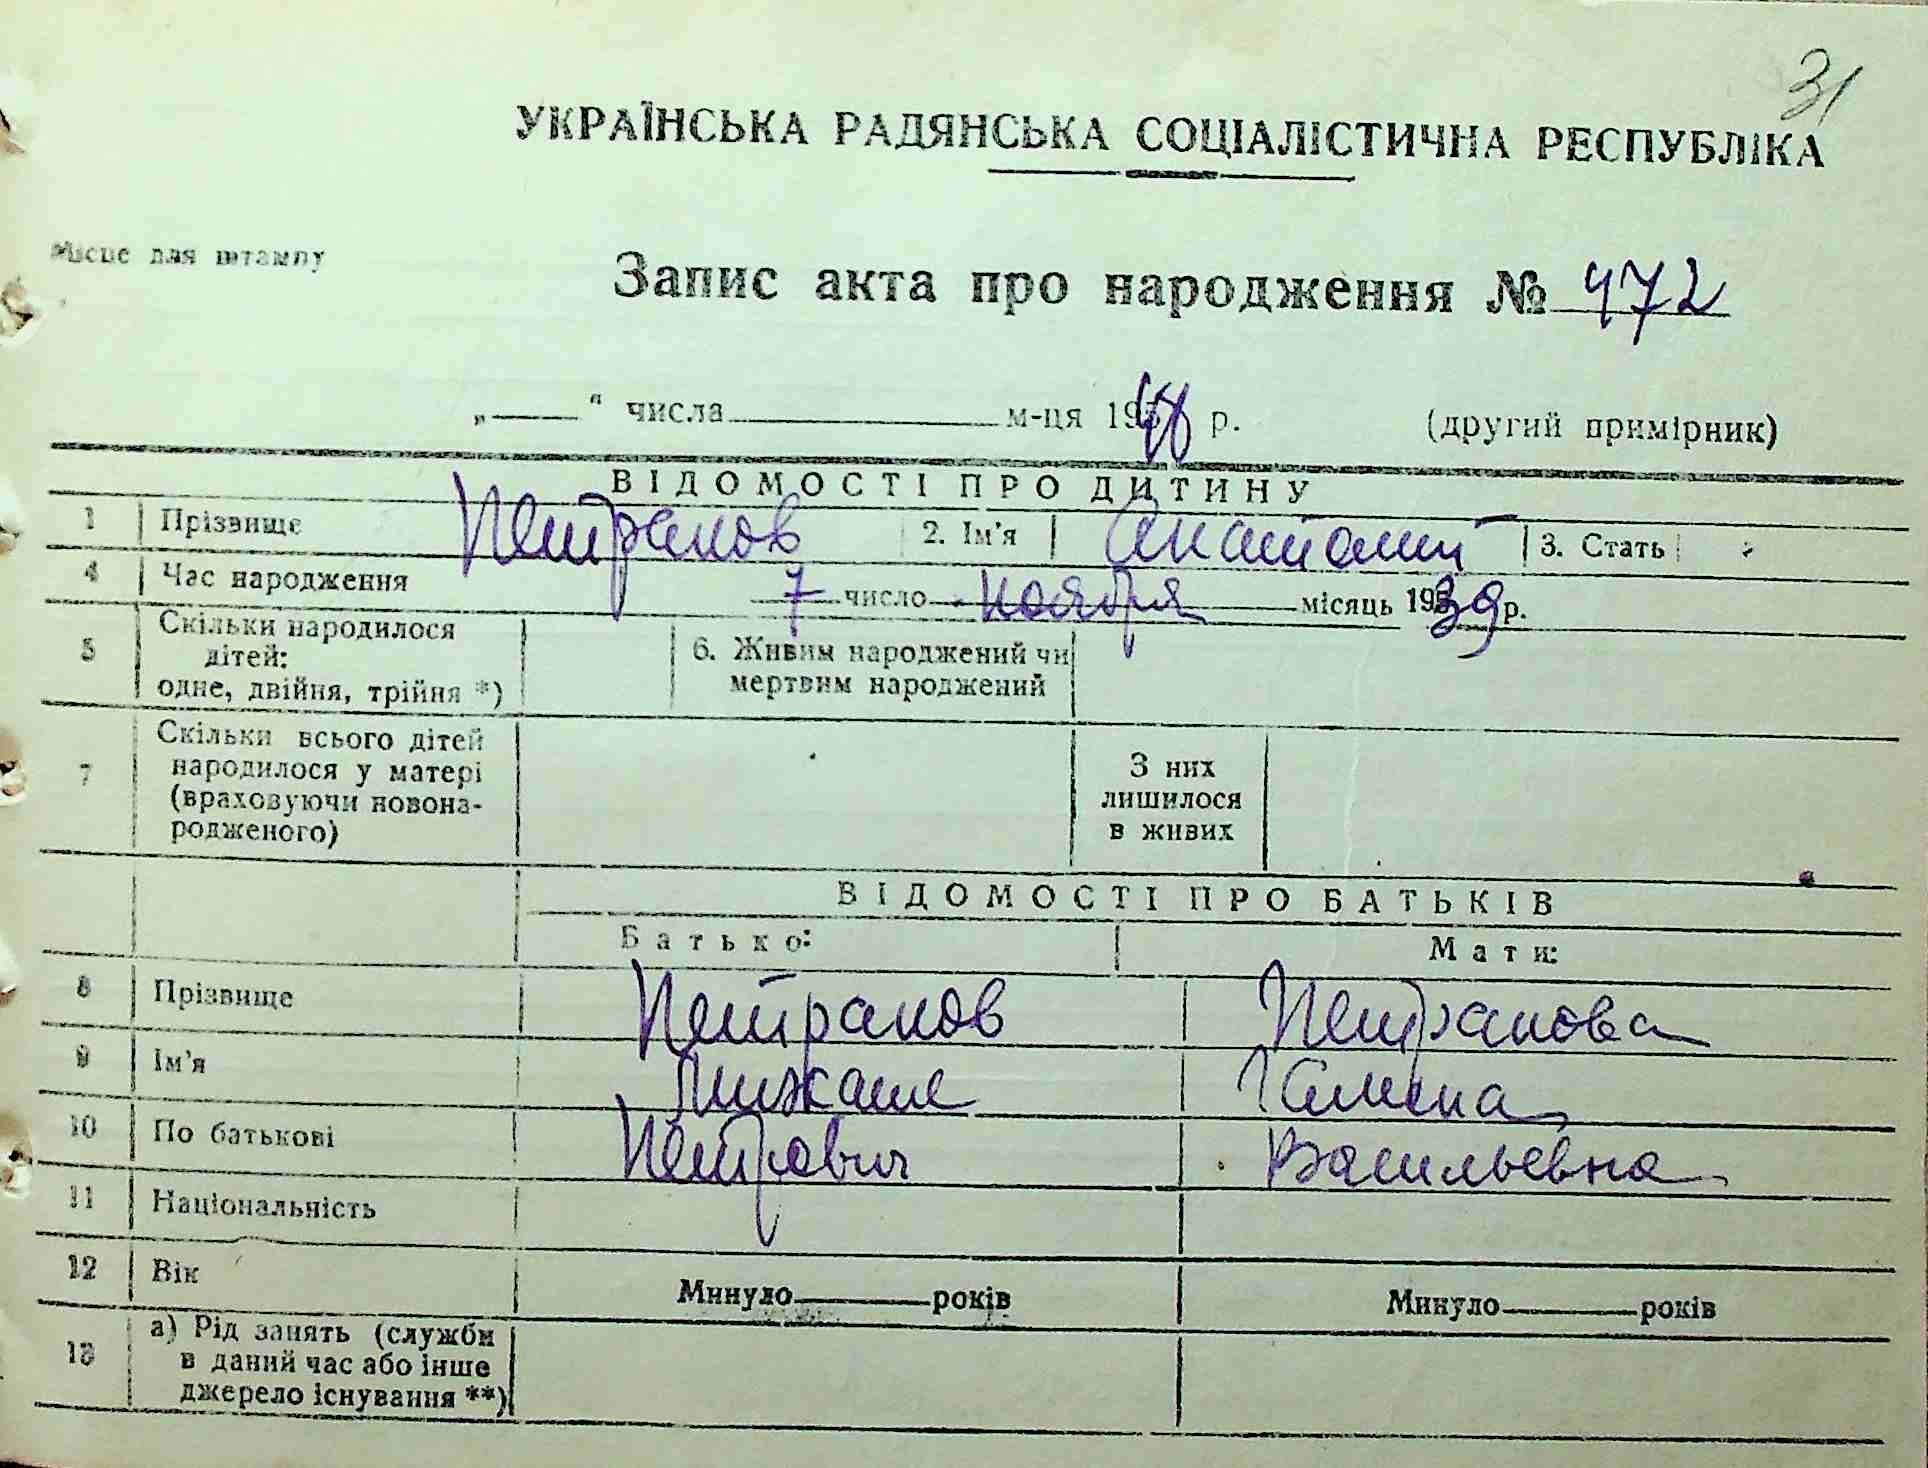 31
УКРАЇНСЬКА РАДЯНСЬКА СОЦІАЛІСТИЧНА РЕСПУБЛІКА
Місце для штампу
Запис акта про народження № 472
„ “ числа м-ця 19 р. (другий примірник)
ВІДОМОСТІ ПРО ДИТИНУ
1 Прізвище Петраков 2. Ім'я Анатолий 3. Стать
4 Час народження 7 число ноября місяць 1939 р.
5 Скільки народилося дітей: одне, двійня, трійня *) 6. Живим народжений чи мертвим народжений
7 Скільки всього дітей народилося у матері (враховуючи новонародженого) З них лишилося в живих
ВІДОМОСТІ ПРО БАТЬКІВ
Батько: Мати:
8 Прізвище Петраков Петракова
9 Ім'я Галина
10 По батькові Петрович Васильевна
11 Національність
12 Вік Минуло років Минуло років
13 а) Рід занять (служби в даний час або інше джерело існування **)